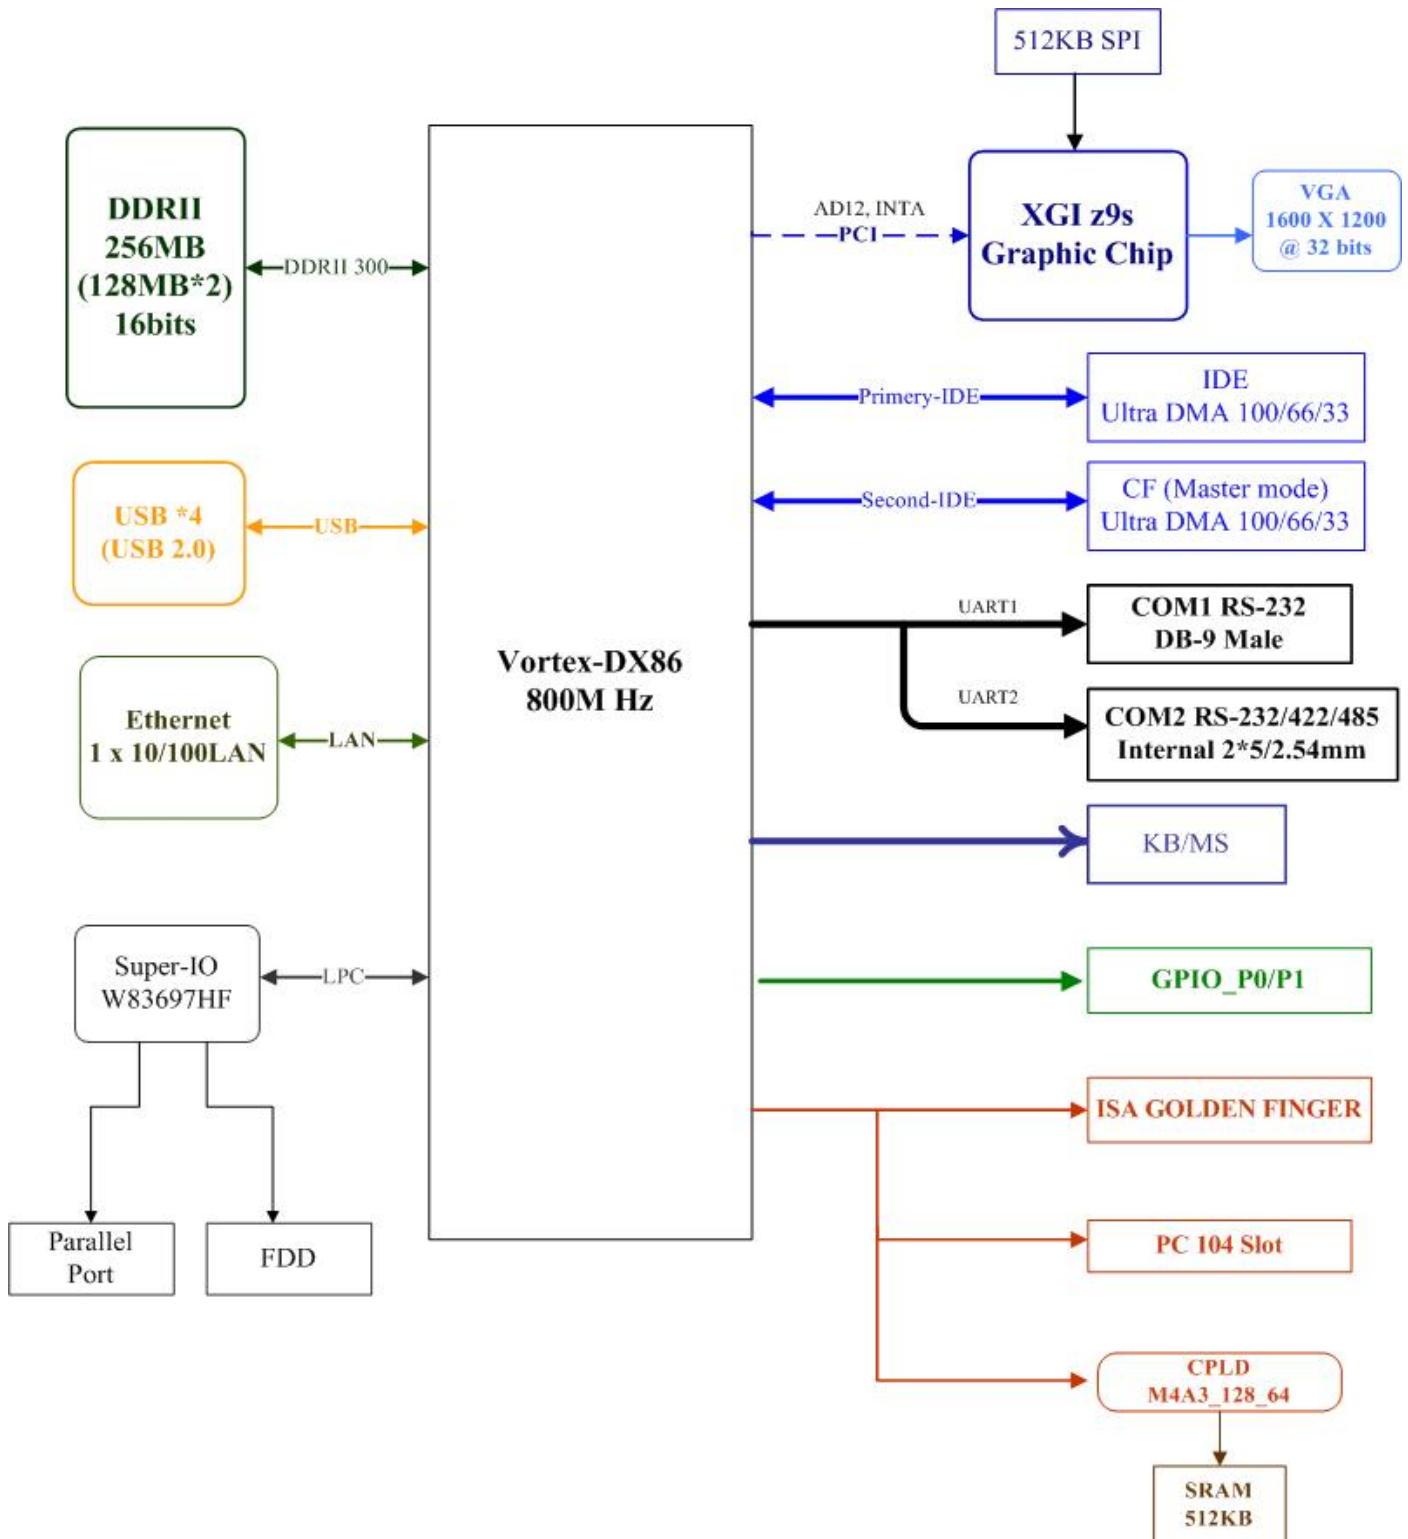 512KB SPI
DDRII
256MB
(128MB*2)
16bits
DDRII 300
AD12, INTA
PCI
XGI z9s
Graphic Chip
VGA
1600 X 1200
@ 32 bits
Primery-IDE
IDE
Ultra DMA 100/66/33
Second-IDE
CF (Master mode)
Ultra DMA 100/66/33
USB *4
(USB 2.0)
USB
UART1
COM1 RS-232
DB-9 Male
Vortex-DX86
800M Hz
Ethernet
1 x 10/100LAN
LAN
UART2
COM2 RS-232/422/485
Internal 2*5/2.54mm
KB/MS
Super-IO
W83697HF
LPC
GPIO_P0/P1
ISA GOLDEN FINGER
Parallel
Port
FDD
PC 104 Slot
CPLD
M4A3_128_64
SRAM
512KB